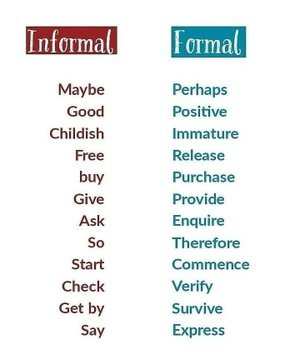 Informal Formal
Maybe Perhaps
Good Positive
Childish Immature
Free Release
buy Purchase
Give Provide
Ask Enquire
So Therefore
Start Commence
Check Verify
Get by Survive
Say Express